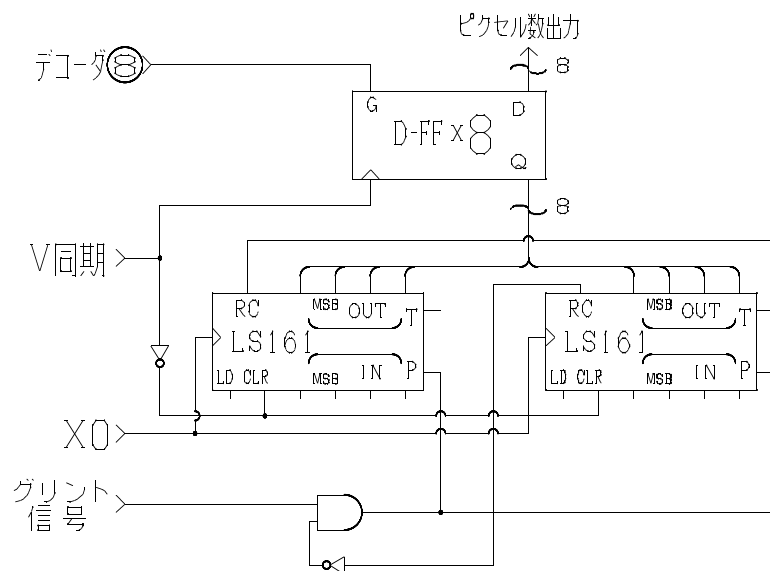 ピクセル数出力
デコーダ⑧
8
G
D
D-FF×8
Q
8
V同期
RC
MSB
OUT
T
LS161
LD
CLR
MSB
IN
P
RC
MSB
OUT
T
LS161
LD
CLR
MSB
IN
P
X0
グリント
信号